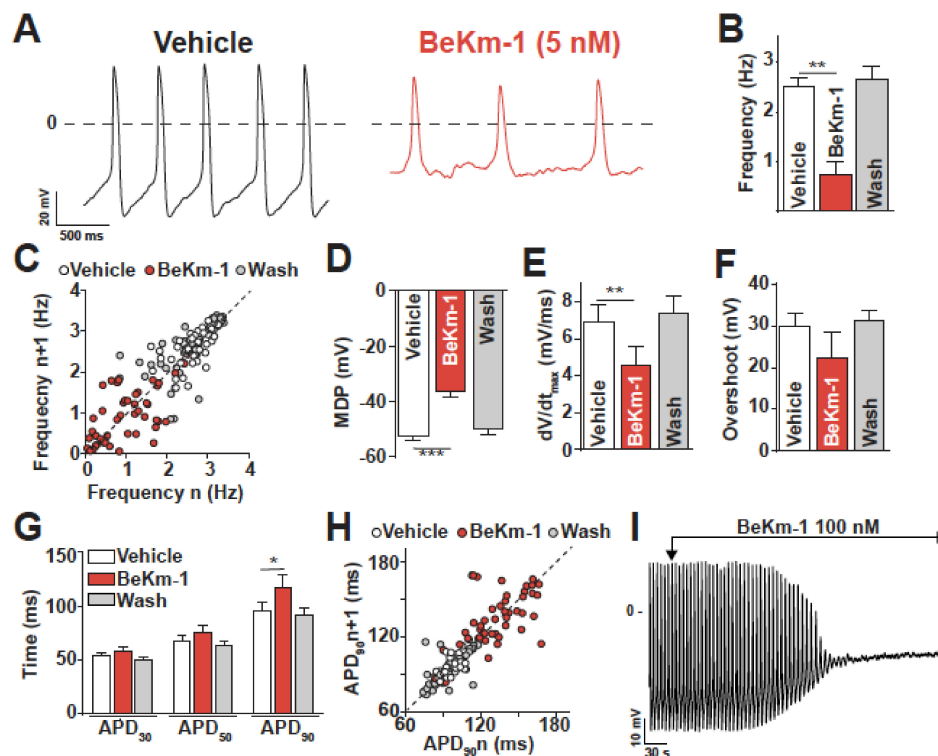 A
Vehicle
BeKm-1 (5 nM)
0
20 mV
500 ms
B
Frequency (Hz)
3
2
1
**
Vehicle
BeKm-1
Wash
C
Vehicle BeKm-1 Wash
Frequecny n+1 (Hz)
4
3
2
1
0
0 1 2 3 4
Frequency n (Hz)
D
MDP (mV)
0
-20
-40
-60
Vehicle
BeKm-1
Wash
***
E
dV/dtmax (mV/ms)
8
6
4
2
0
**
Vehicle
BeKm-1
Wash
F
Overshoot (mV)
40
30
20
10
0
Vehicle
BeKm-1
Wash
G
Time (ms)
150
100
50
0
Vehicle
BeKm-1
Wash
*
APD30 APD50 APD90
H
Vehicle BeKm-1 Wash
APD90n+1 (ms)
180
140
100
60
60 120 180
APD90n (ms)
I
BeKm-1 100 nM
0
10 mV
30 s